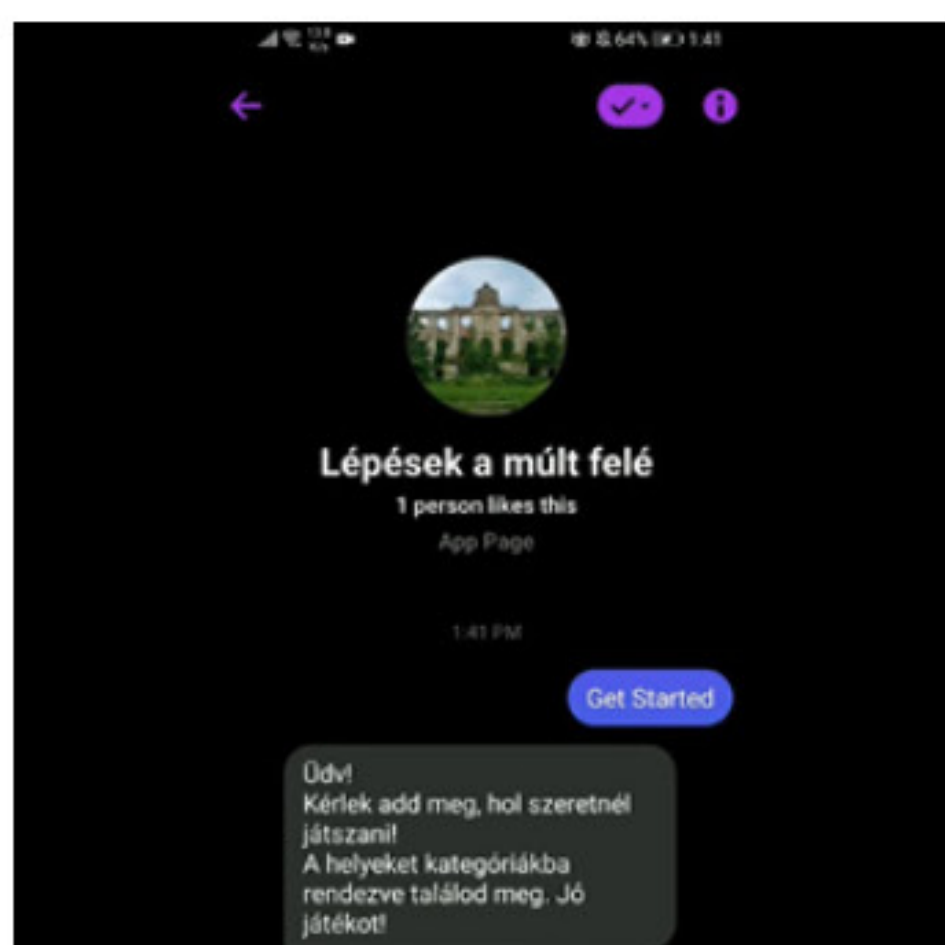 64% 1:41
Lépések a múlt felé
1 person likes this
App Page
1:41 PM
Get Started
Üdv!
Kérlek add meg, hol szeretnél
játszani!
A helyeket kategóriákba
rendezve találod meg. Jó
játékot!